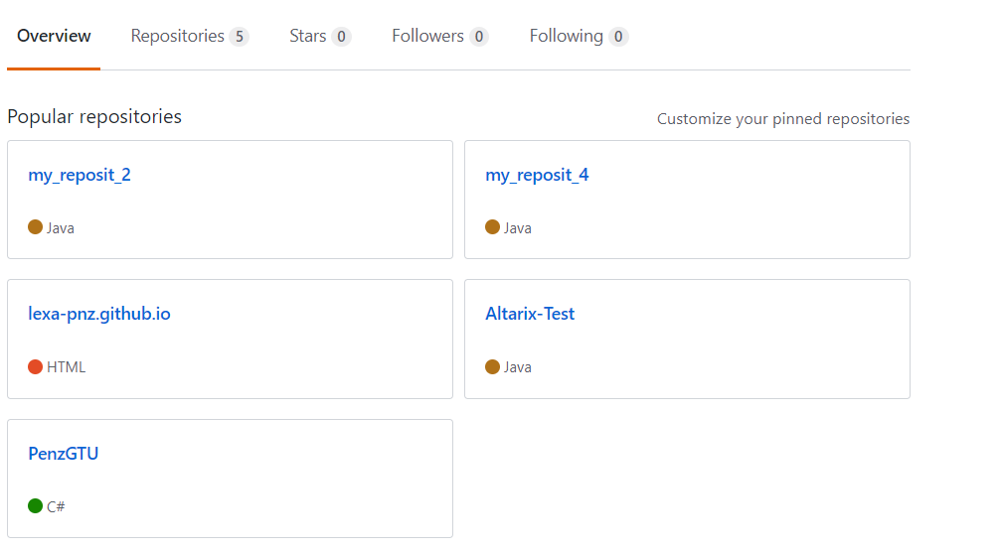 Overview Repositories 5 Stars 0 Followers 0 Following 0
Popular repositories Customize your pinned repositories
my_reposit_2 my_reposit_4
Java Java
lexa-pnz.github.io Altarix-Test
HTML Java
PenzGTU
C#